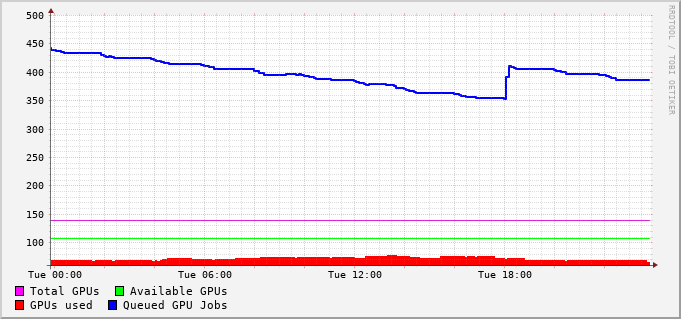 500
450
400
350
300
250
200
150
100
Tue 00:00 Tue 06:00 Tue 12:00 Tue 18:00
Total GPUs Available GPUs
GPUs used Queued GPU Jobs
RRDTOOL / TOBI OETIKER